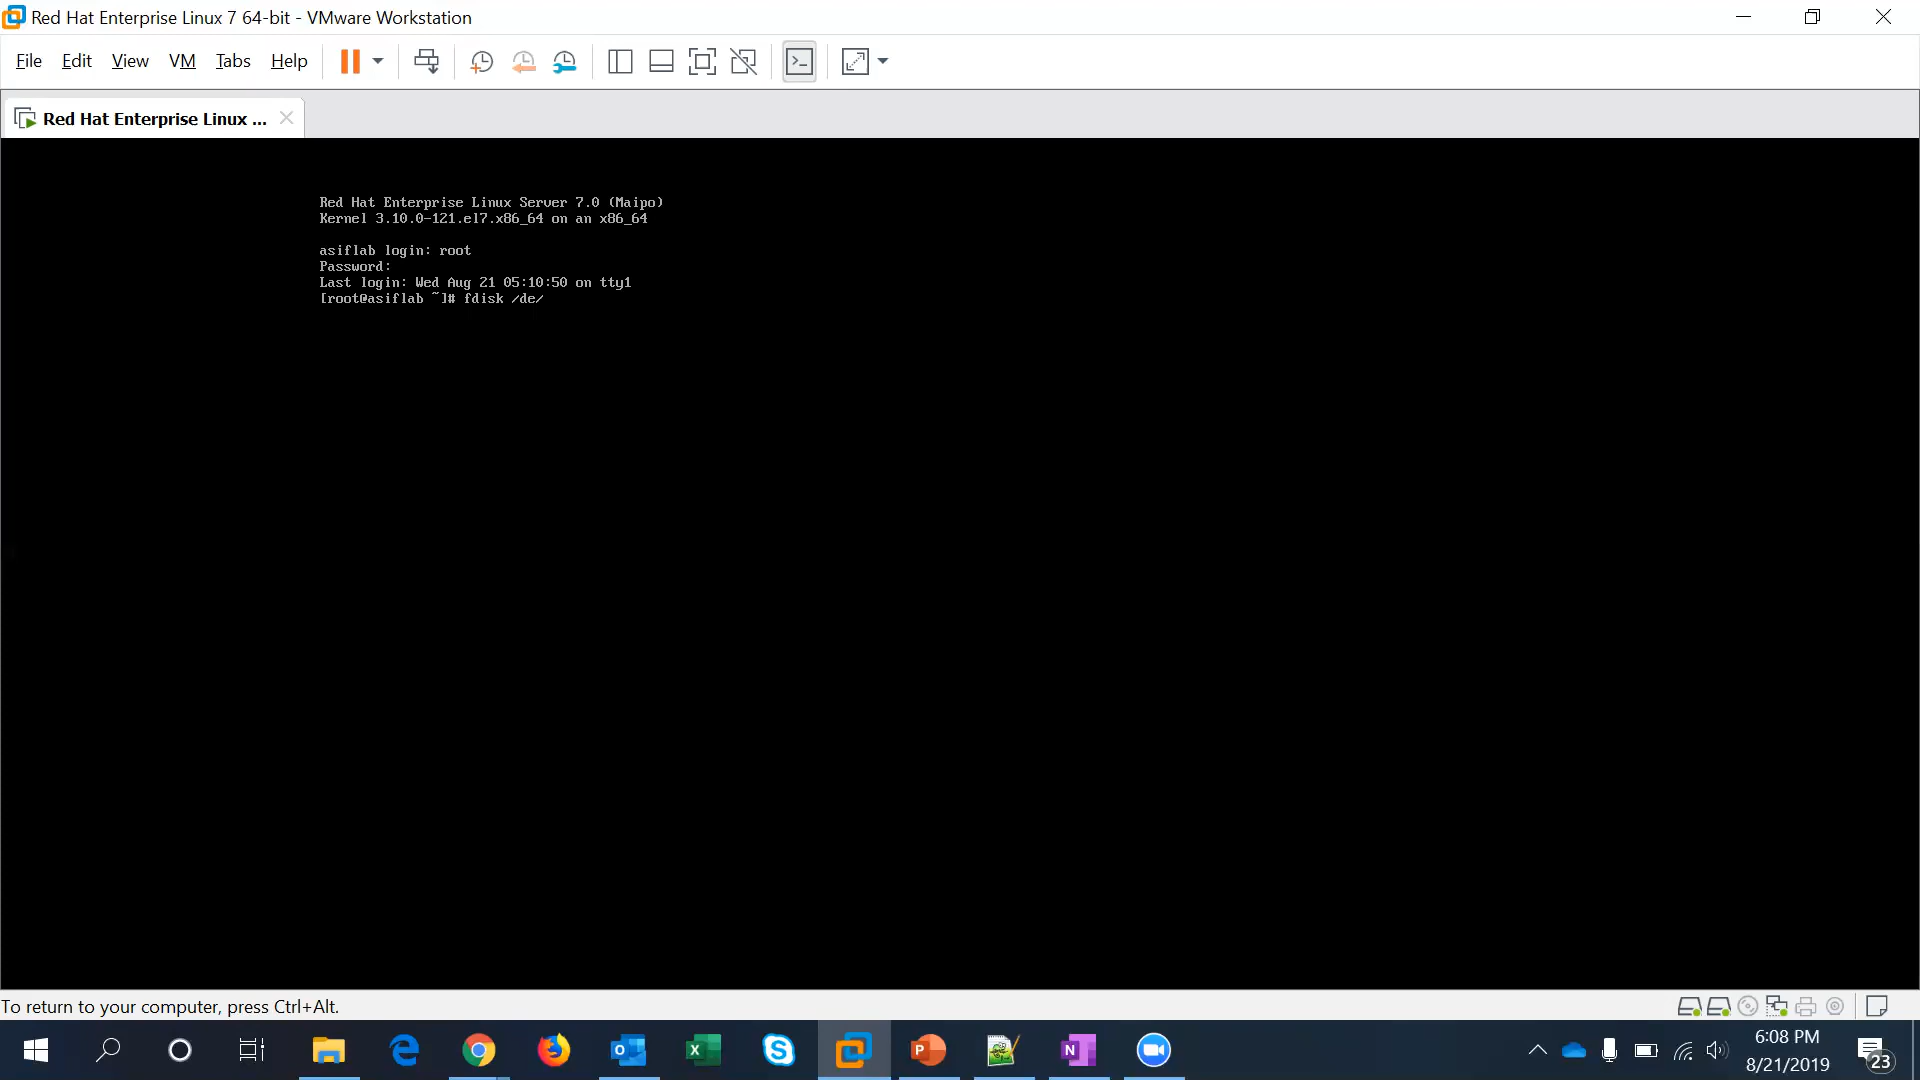 Red Hat Enterprise Linux 7 64-bit - VMware Workstation
File Edit View VM Tabs Help
Red Hat Enterprise Linux ...
Red Hat Enterprise Linux Server 7.0 (Maipo)
Kernel 3.10.0-121.el7.x86_64 on an x86_64
asiflab login: root
Password:
Last login: Wed Aug 21 05:10:50 on tty1
[root@asiflab ~]# fdisk /de/
To return to your computer, press Ctrl+Alt.
6:08 PM
8/21/2019
23